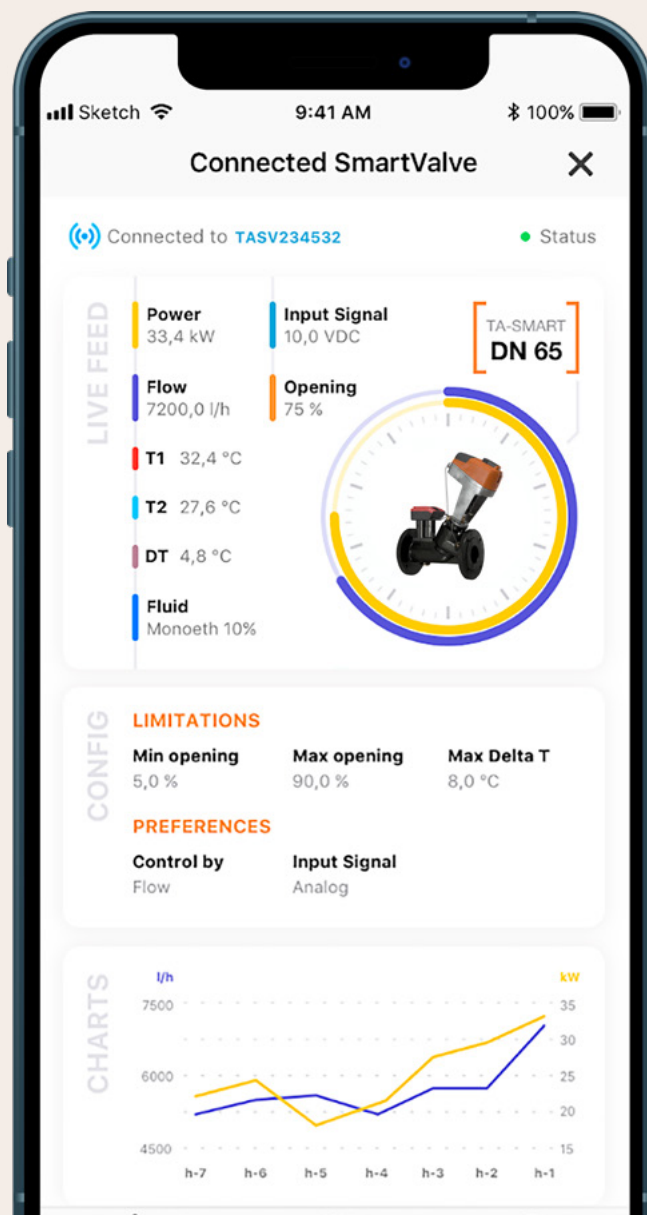 Sketch 9:41 AM 100%
Connected SmartValve
Connected to TASV234532 Status
LIVE FEED
Power Input Signal
33,4 kW 10,0 VDC
TA-SMART
DN 65
Flow Opening
7200,0 l/h 75 %
T1 32,4 °C
T2 27,6 °C
DT 4,8 °C
Fluid
Monoeth 10%
CONFIG
LIMITATIONS
Min opening Max opening Max Delta T
5,0 % 90,0 % 8,0 °C
PREFERENCES
Control by Input Signal
Flow Analog
CHARTS
l/h kW
7500 35
30
6000 25
20
4500 15
h-7 h-6 h-5 h-4 h-3 h-2 h-1